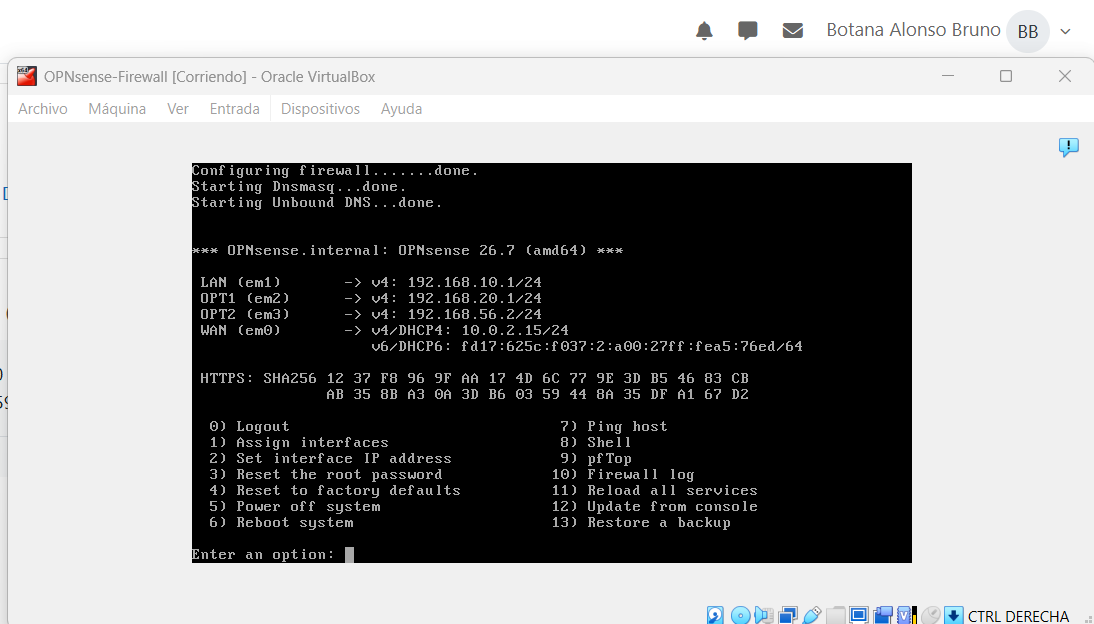 Botana Alonso Bruno BB
OPNsense-Firewall [Corriendo] - Oracle VirtualBox
Archivo Máquina Ver Entrada Dispositivos Ayuda
Configuring firewall.......done.
Starting Dnsmasq...done.
Starting Unbound DNS...done.
*** OPNsense.internal: OPNsense 26.7 (amd64) ***
LAN (em1) -> v4: 192.168.10.1/24
OPT1 (em2) -> v4: 192.168.20.1/24
OPT2 (em3) -> v4: 192.168.56.2/24
WAN (em0) -> v4/DHCP4: 10.0.2.15/24
v6/DHCP6: fd17:625c:f037:2:a00:27ff:fea5:76ed/64
HTTPS: SHA256 12 37 F8 96 9F AA 17 4D 6C 77 9E 3D B5 46 83 CB
AB 35 8B A3 0A 3D B6 03 59 44 8A 35 DF A1 67 D2
0) Logout 7) Ping host
1) Assign interfaces 8) Shell
2) Set interface IP address 9) pfTop
3) Reset the root password 10) Firewall log
4) Reset to factory defaults 11) Reload all services
5) Power off system 12) Update from console
6) Reboot system 13) Restore a backup
Enter an option:
CTRL DERECHA